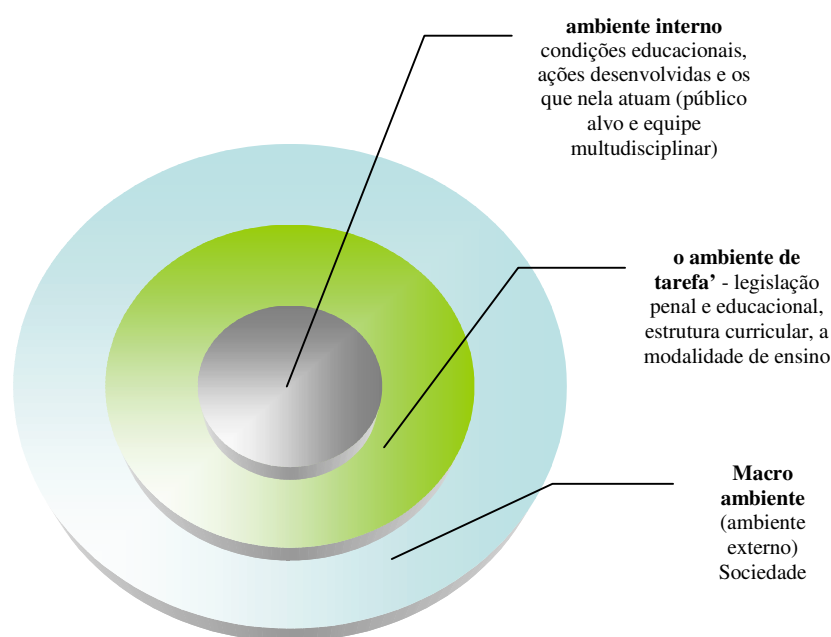 ambiente interno
condições educacionais,
ações desenvolvidas e os
que nela atuam (público
alvo e equipe
multudisciplinar)
o ambiente de
tarefa’ - legislação
penal e educacional,
estrutura curricular, a
modalidade de ensino
Macro
ambiente
(ambiente
externo)
Sociedade